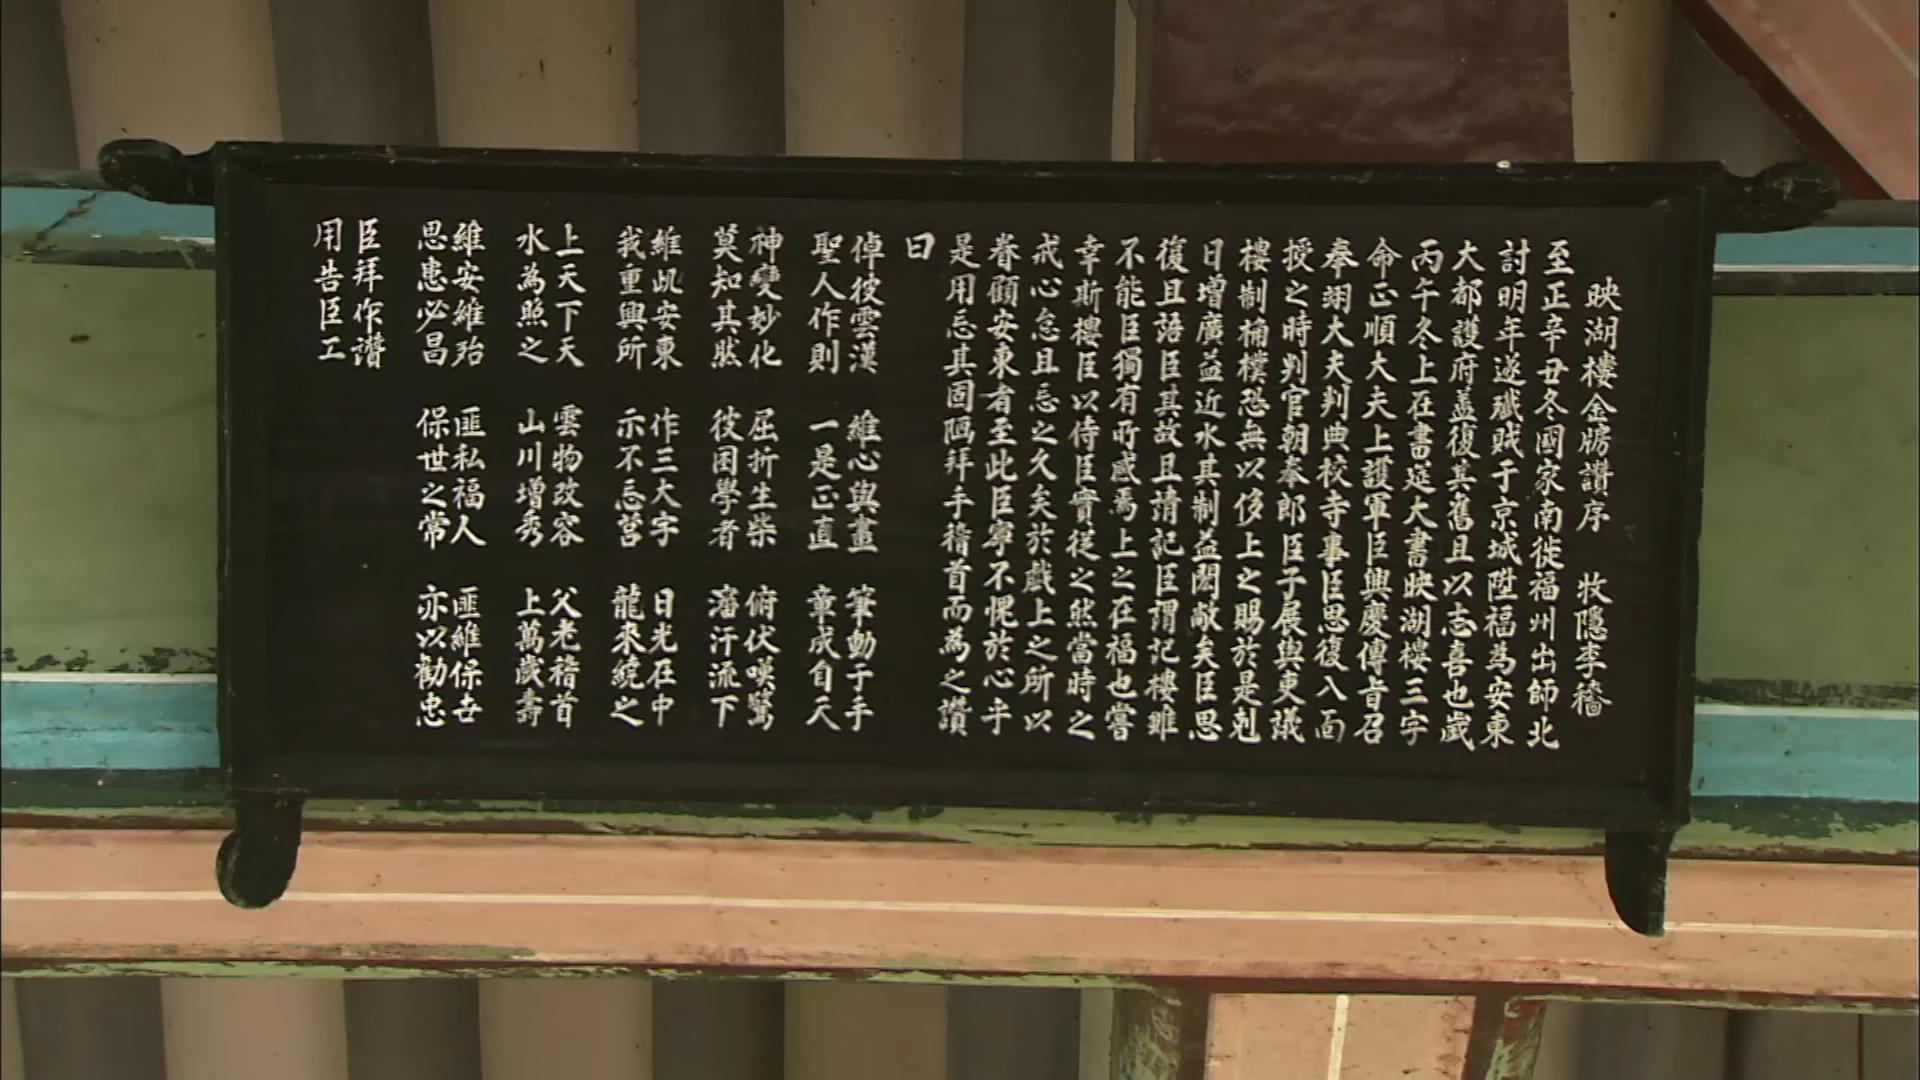 映湖樓金牓讚序 牧隱李穡
至正辛丑冬國家南徙福州出師北
討明年遂殲賊于京城陞福為安東
大都護府蓋復其舊且以志喜也歲
丙午冬上在書筵大書映湖樓三字
命正順大夫上護軍臣興慶傳旨召
奉翊大夫判典校寺事臣思復入面
授之時判官朝奉郎臣子展與吏議
樓制桷樸恐無以侈上之賜於是剋
日增廣益近水其制益閎敞矣臣思
復且語臣其故且請記臣謂記樓雖
不能臣獨有所感焉上之在福也嘗
幸斯樓臣以侍臣實從之然當時之
戒心怠且忘之久矣於戲上之所以
眷顧安東者至此臣寧不愧於心乎
是用忘其固陋拜手稽首而為之讚
曰
倬彼雲漢 維心與畫 筆動于手
聖人作則 一是正直 章成自天
神變妙化 屈折生柴 俯伏嘆驚
莫知其然 彼困學者 瀋汗流下
維此安東 作三大字 日光在中
我重興所 示不忘營 龍來繞之
上天下天 雲物改容 父老稽首
水為照之 山川增秀 上萬歲壽
維安維殆 匪私福人 匪維保世
思患必昌 保世之常 亦以勸忠
臣拜作讚
用告臣工